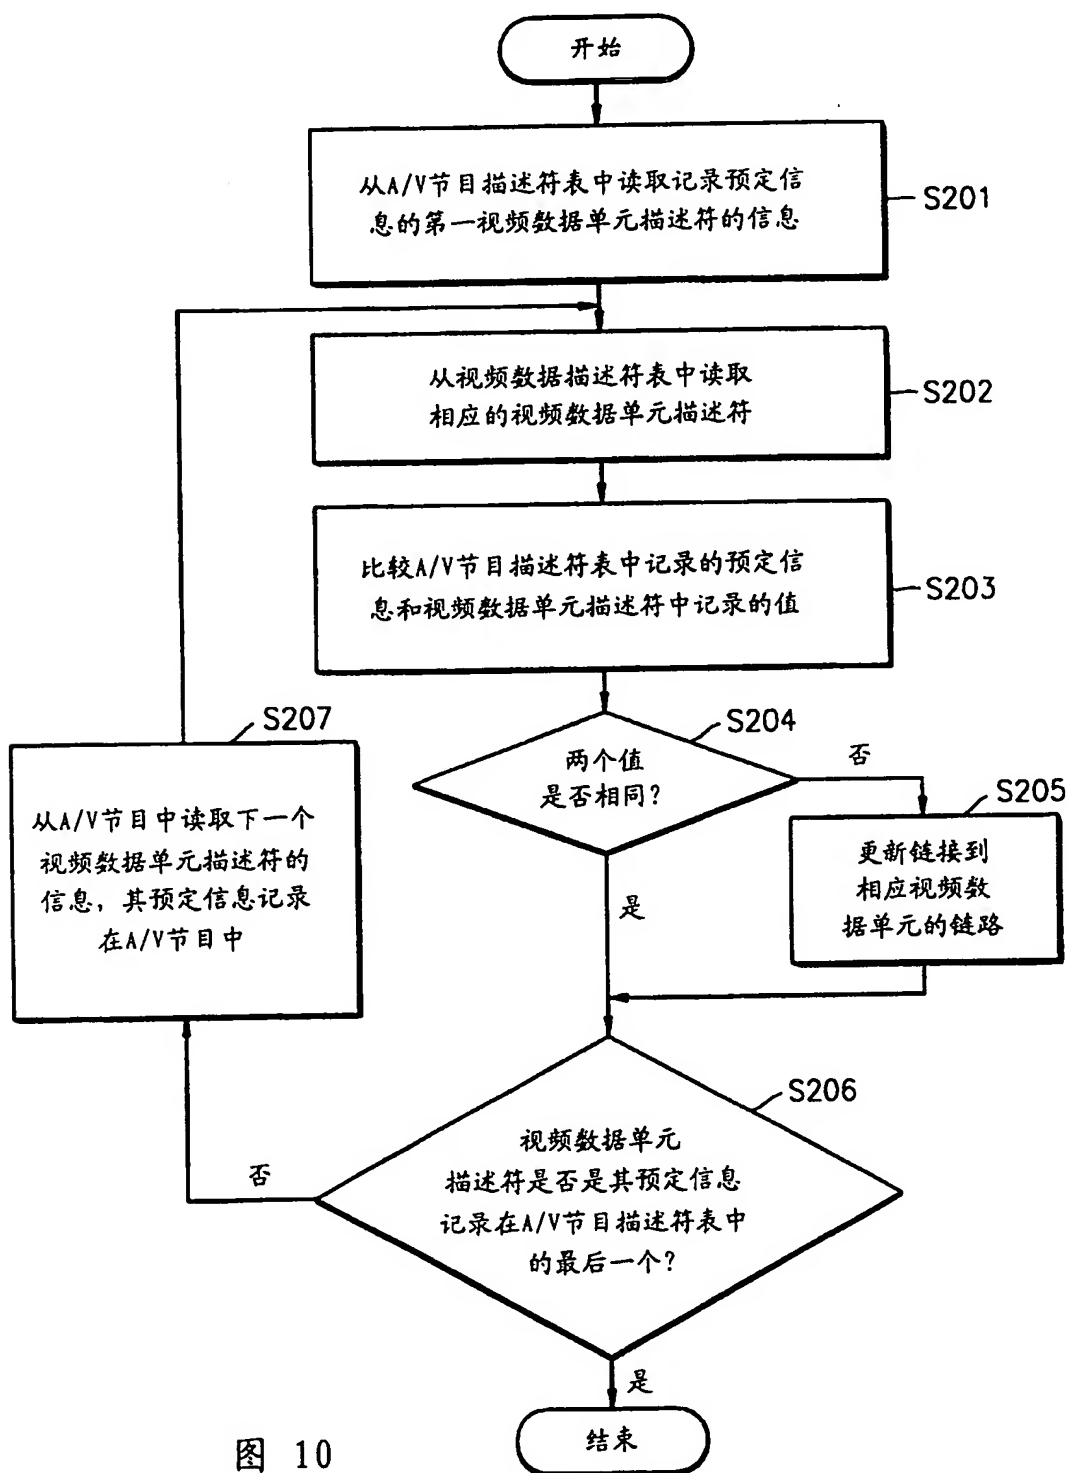 开始
从A/V节目描述符表中读取记录预定信
息的第一视频数据单元描述符的信息
S201
从视频数据描述符表中读取
相应的视频数据单元描述符
S202
比较A/V节目描述符表中记录的预定信
息和视频数据单元描述符中记录的值
S203
S204
两个值
是否相同?
否
是
S205
更新链接到
相应视频数
据单元的链路
S207
从A/V节目中读取下一个
视频数据单元描述符的
信息,其预定信息记录
在A/V节目中
S206
视频数据单元
描述符是否是其预定信息
记录在A/V节目描述符表中
的最后一个?
否
是
结束
图 10